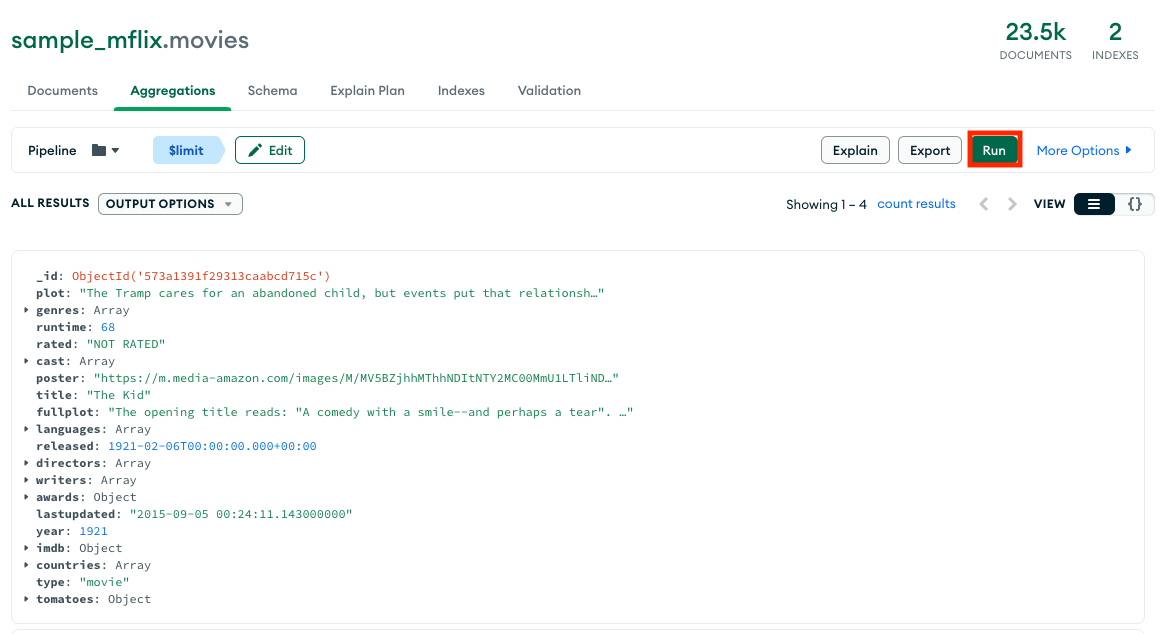 sample_mflix.movies
23.5k 2
DOCUMENTS INDEXES
Documents Aggregations Schema Explain Plan Indexes Validation
Pipeline $limit Edit Explain Export Run More Options
ALL RESULTS OUTPUT OPTIONS Showing 1 – 4 count results VIEW {}
_id: ObjectId('573a1391f29313caabcd715c')
plot: "The Tramp cares for an abandoned child, but events put that relationsh…"
genres: Array
runtime: 68
rated: "NOT RATED"
cast: Array
poster: "https://m.media-amazon.com/images/M/MV5BZjhhMThhNDItNTY2MC00MmU1LTliND…"
title: "The Kid"
fullplot: "The opening title reads: "A comedy with a smile--and perhaps a tear". …"
languages: Array
released: 1921-02-06T00:00:00.000+00:00
directors: Array
writers: Array
awards: Object
lastupdated: "2015-09-05 00:24:11.143000000"
year: 1921
imdb: Object
countries: Array
type: "movie"
tomatoes: Object